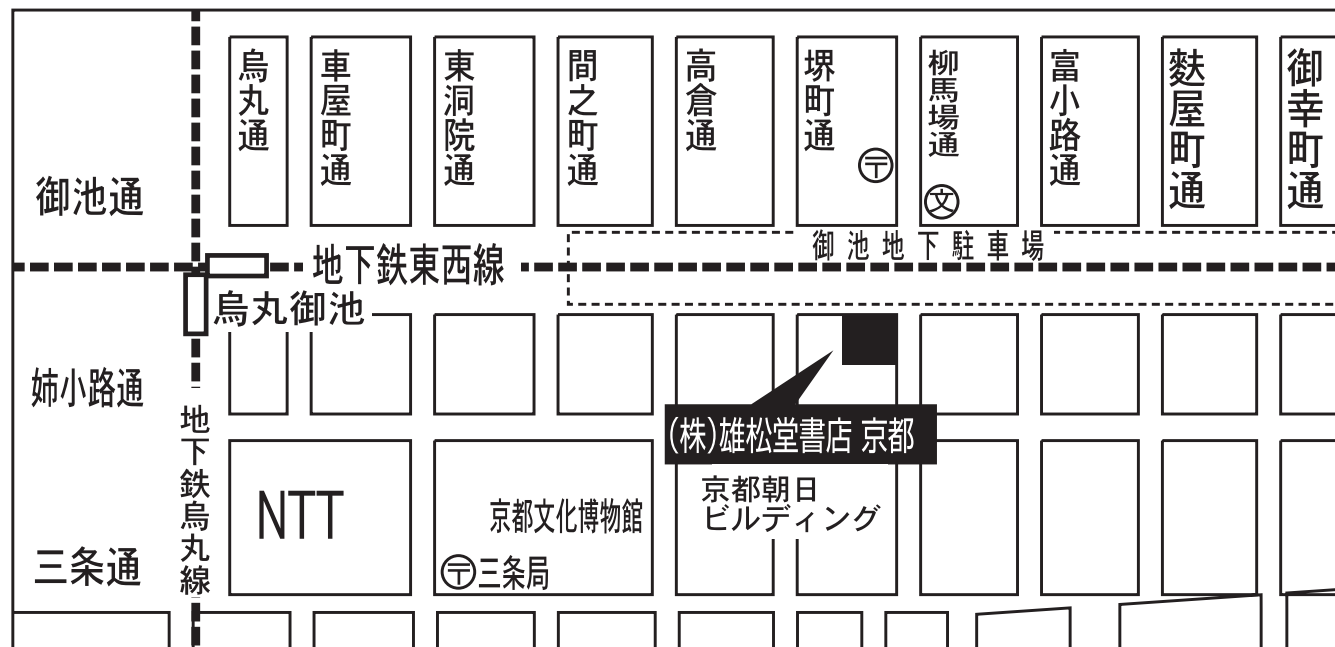 烏丸通
車屋町通
東洞院通
間之町通
高倉通
堺町通
〒
柳馬場通
文
富小路通
麩屋町通
御幸町通
御池通
御池地下駐車場
地下鉄東西線
烏丸御池
姉小路通
地下鉄烏丸線
(株)雄松堂書店 京都
京都朝日
ビルディング
NTT
京都文化博物館
〒三条局
三条通